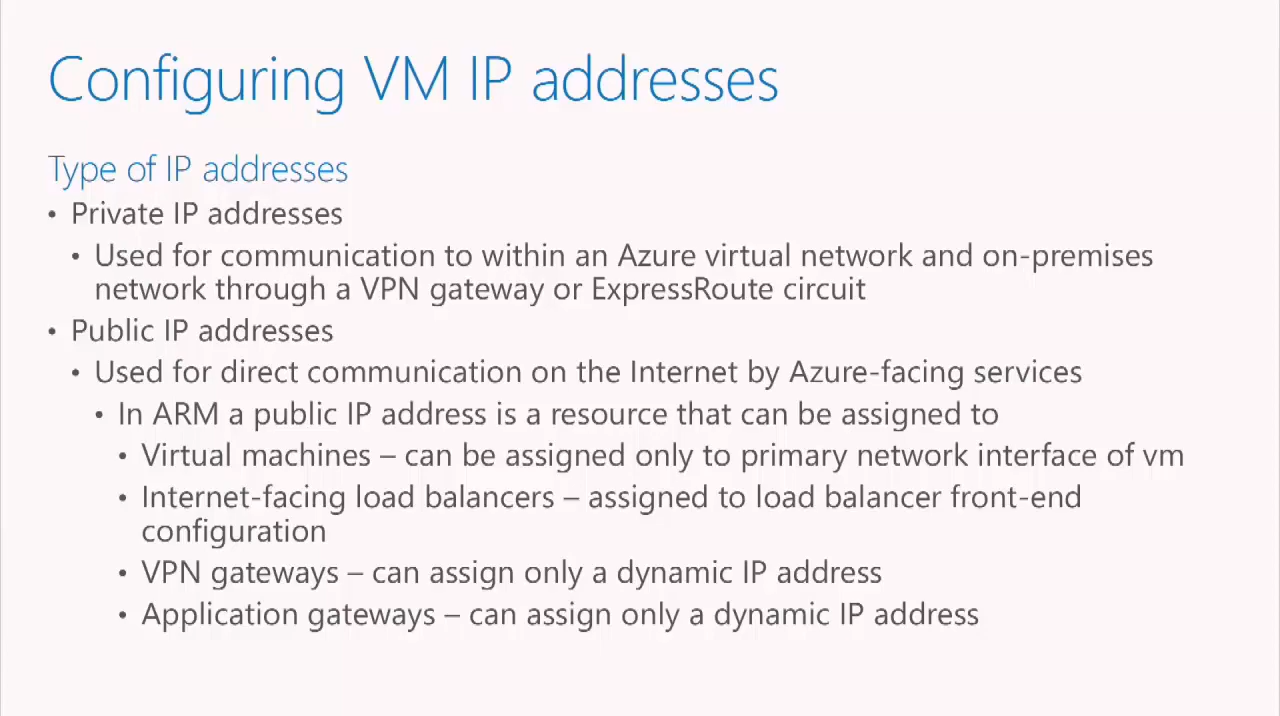 Configuring VM IP addresses
Type of IP addresses
• Private IP addresses
• Used for communication to within an Azure virtual network and on-premises
network through a VPN gateway or ExpressRoute circuit
• Public IP addresses
• Used for direct communication on the Internet by Azure-facing services
• In ARM a public IP address is a resource that can be assigned to
• Virtual machines – can be assigned only to primary network interface of vm
• Internet-facing load balancers – assigned to load balancer front-end
configuration
• VPN gateways – can assign only a dynamic IP address
• Application gateways – can assign only a dynamic IP address